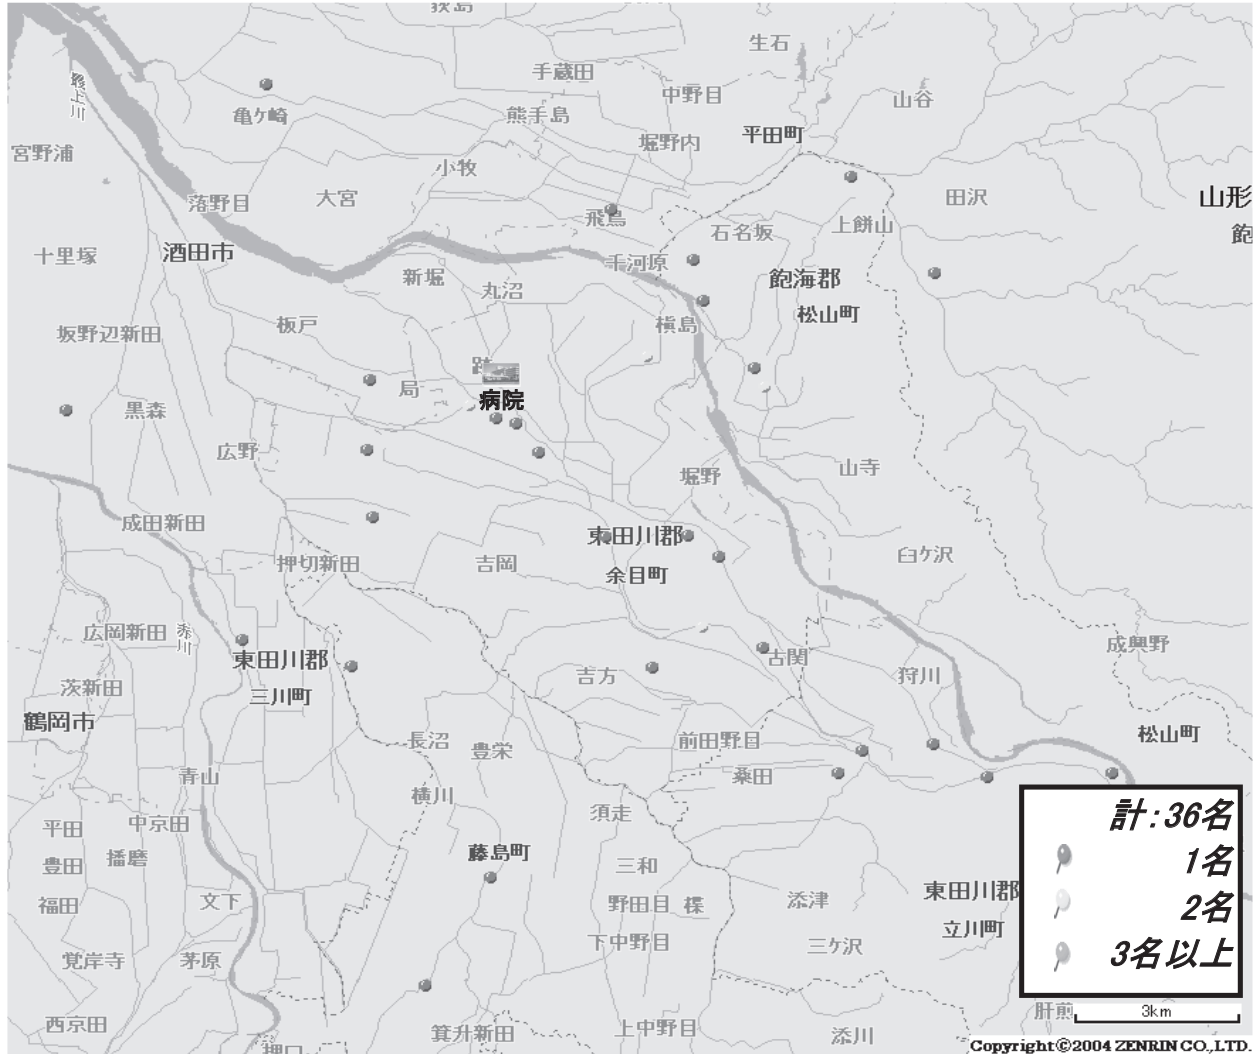 荻島
生石
手蔵田
中野目
山谷
亀ケ崎
熊手島
平田町
堀野内
宮野浦
小牧
落野目
大宮
飛鳥
田沢
山形
石名坂
上餅山
飽
十里塚
酒田市
新堀
千河原
丸沼
飽海郡
松山町
坂野辺新田
板戸
槇島
跡
局
病院
黒森
広野
堀野
山寺
成田新田
東田川郡
余目町
押切新田
吉岡
臼ケ沢
広岡新田
赤川
東田川郡
三川町
成興野
古関
吉方
狩川
茨新田
鶴岡市
長沼
豊栄
前田野目
松山町
青山
桑田
横川
須走
平田
中京田
豊田
播磨
藤島町
三和
福田
文下
野田目
楪
添津
東田川郡
立川町
下中野目
三ケ沢
覚岸寺
茅原
西京田
押口
箕升新田
上中野目
添川
肝煎
計:36名
1名
2名
3名以上
3km
Copyright©2004 ZENRIN CO.,LTD.